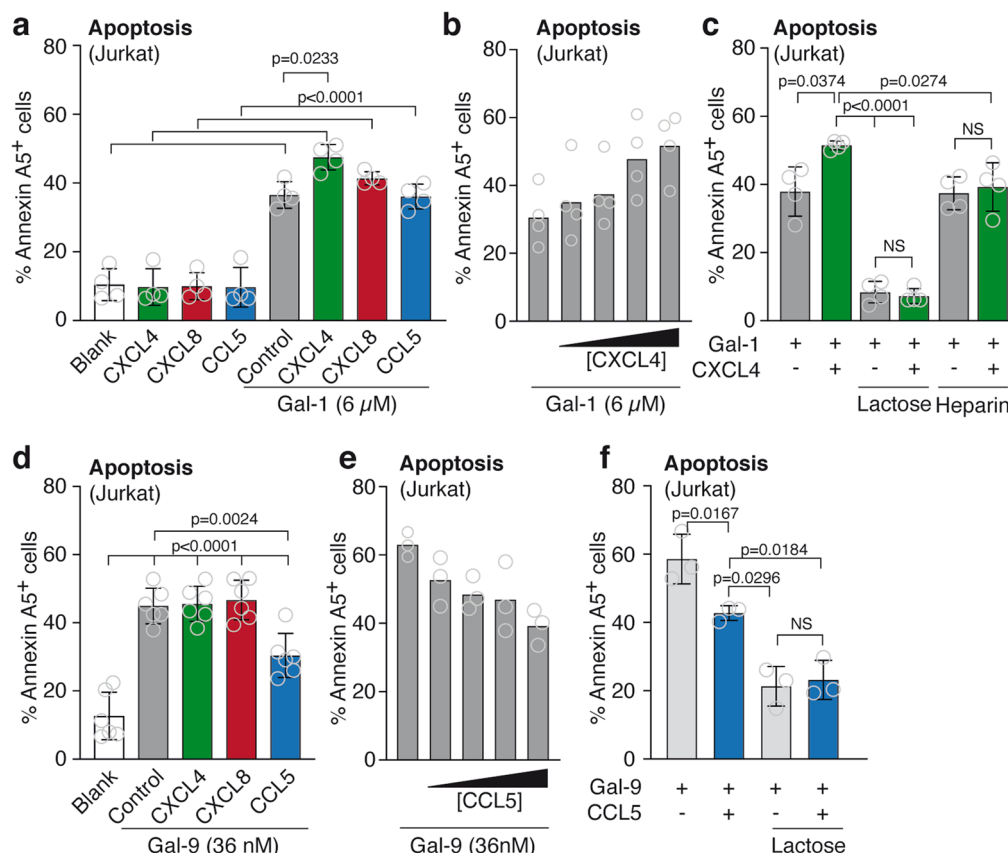 a
Apoptosis
(Jurkat)
% Annexin A5+ cells
80
60
40
20
0
p=0.0233
p<0.0001
Blank
CXCL4
CXCL8
CCL5
Control
CXCL4
CXCL8
CCL5
Gal-1 (6 µM)
b
Apoptosis
(Jurkat)
% Annexin A5+ cells
80
60
40
20
0
[CXCL4]
Gal-1 (6 µM)
c
Apoptosis
(Jurkat)
% Annexin A5+ cells
80
60
40
20
0
p=0.0374
p=0.0274
p<0.0001
NS
NS
Gal-1 + + + + + +
CXCL4 - + - + - +
Lactose Heparin
d
Apoptosis
(Jurkat)
% Annexin A5+ cells
80
60
40
20
0
p=0.0024
p<0.0001
Blank
Control
CXCL4
CXCL8
CCL5
Gal-9 (36 nM)
e
Apoptosis
(Jurkat)
% Annexin A5+ cells
80
60
40
20
0
[CCL5]
Gal-9 (36nM)
f
Apoptosis
(Jurkat)
% Annexin A5+ cells
80
60
40
20
0
p=0.0167
p=0.0184
p=0.0296
NS
Gal-9 + + + +
CCL5 - + - +
Lactose